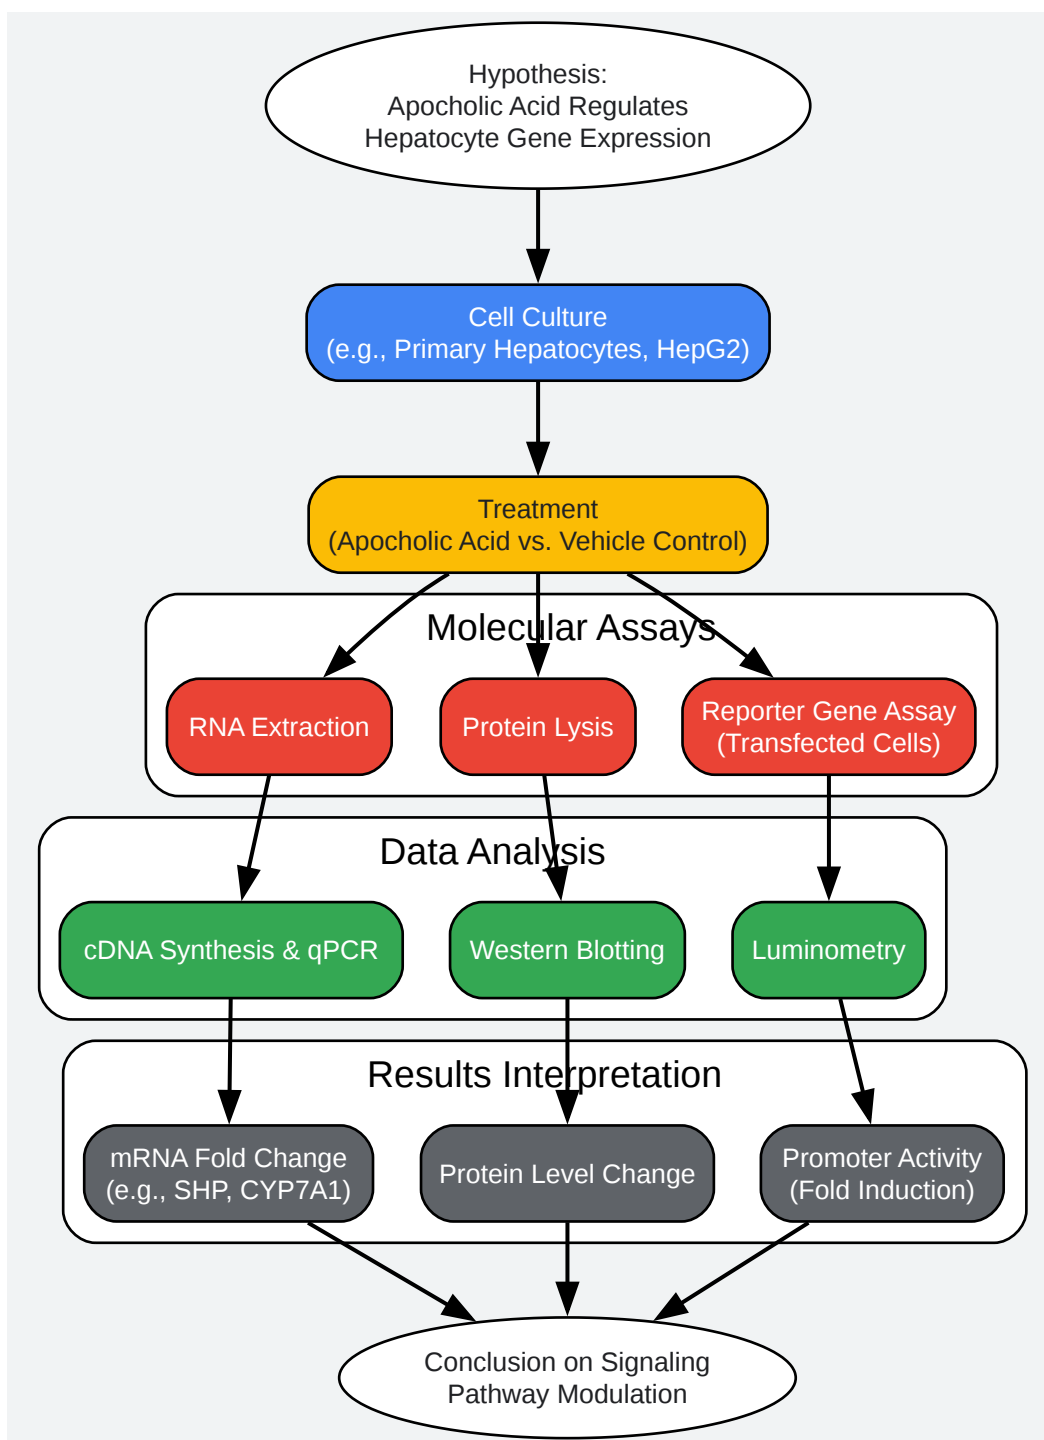 Hypothesis:
Apocholic Acid Regulates
Hepatocyte Gene Expression
Cell Culture
(e.g., Primary Hepatocytes, HepG2)
Treatment
(Apocholic Acid vs. Vehicle Control)
Molecular Assays
RNA Extraction
Protein Lysis
Reporter Gene Assay
(Transfected Cells)
Data Analysis
cDNA Synthesis & qPCR
Western Blotting
Luminometry
Results Interpretation
mRNA Fold Change
(e.g., SHP, CYP7A1)
Protein Level Change
Promoter Activity
(Fold Induction)
Conclusion on Signaling
Pathway Modulation